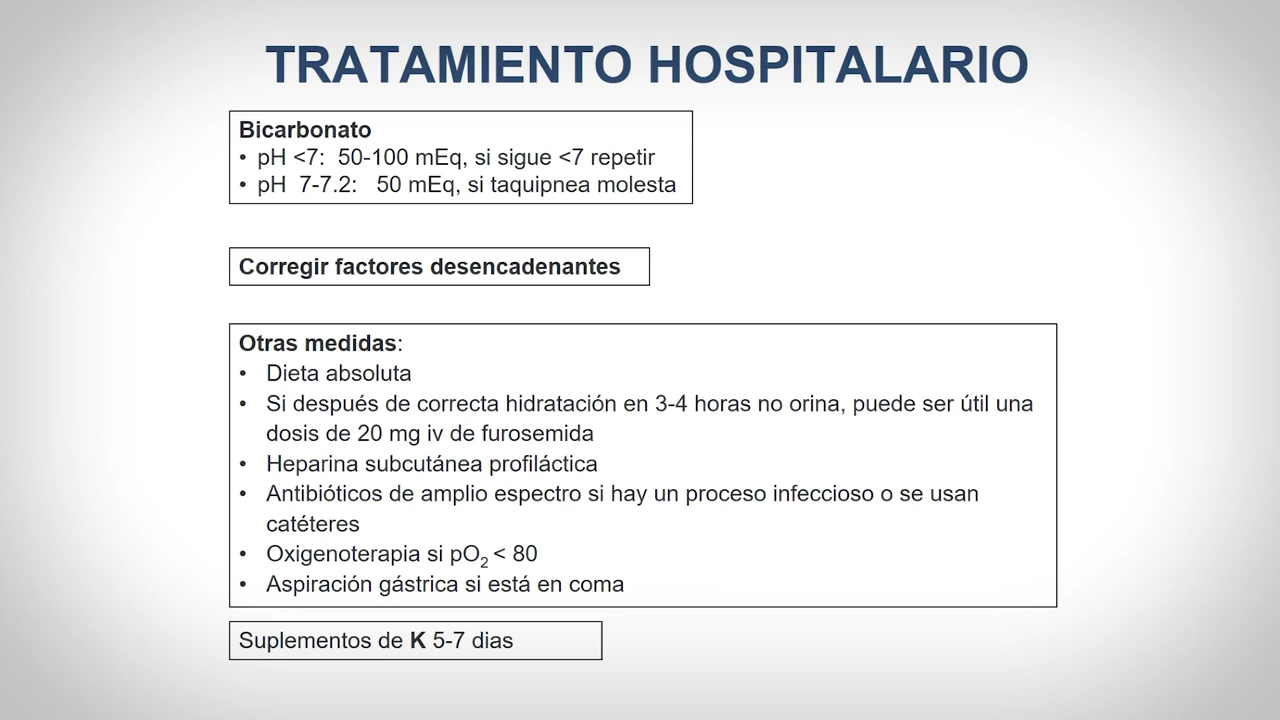 TRATAMIENTO HOSPITALARIO
Bicarbonato
• pH <7: 50-100 mEq, si sigue <7 repetir
• pH 7-7.2: 50 mEq, si taquipnea molesta
Corregir factores desencadenantes
Otras medidas:
• Dieta absoluta
• Si después de correcta hidratación en 3-4 horas no orina, puede ser útil una
dosis de 20 mg iv de furosemida
• Heparina subcutánea profiláctica
• Antibióticos de amplio espectro si hay un proceso infeccioso o se usan
catéteres
• Oxigenoterapia si pO₂ < 80
• Aspiración gástrica si está en coma
Suplementos de K 5-7 dias